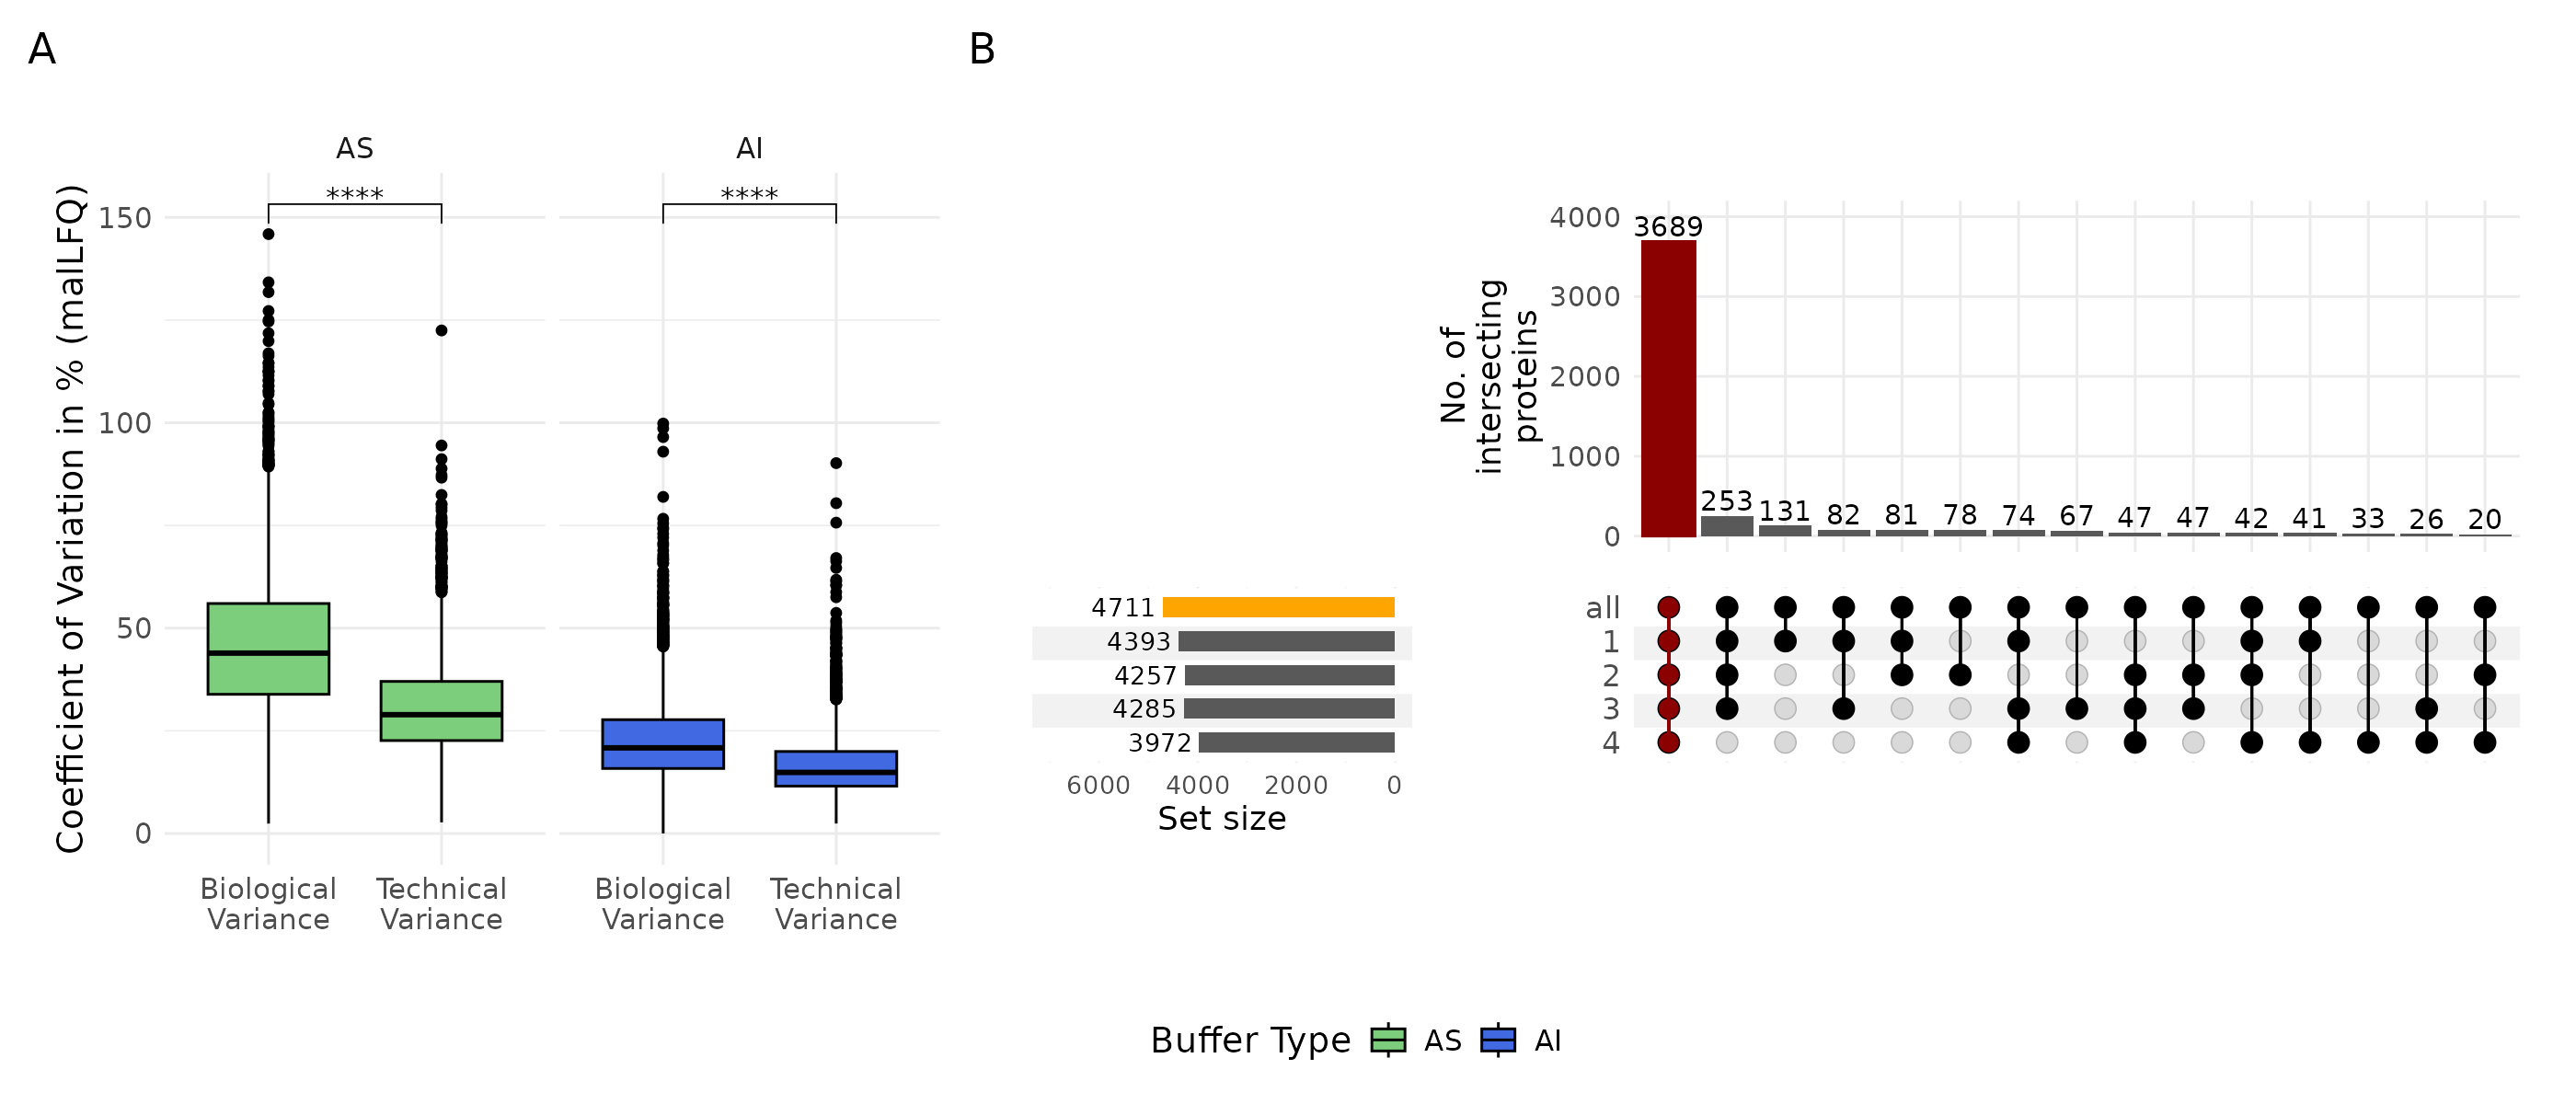 A
AS
AI
****
****
Coefficient of Variation in % (malLFQ)
150
100
50
0
Biological
Variance
Technical
Variance
Biological
Variance
Technical
Variance
B
No. of
intersecting
proteins
4000
3000
2000
1000
0
3689
253
131
82
81
78
74
67
47
47
42
41
33
26
20
4711
4393
4257
4285
3972
6000
4000
2000
0
Set size
all
1
2
3
4
Buffer Type AS AI